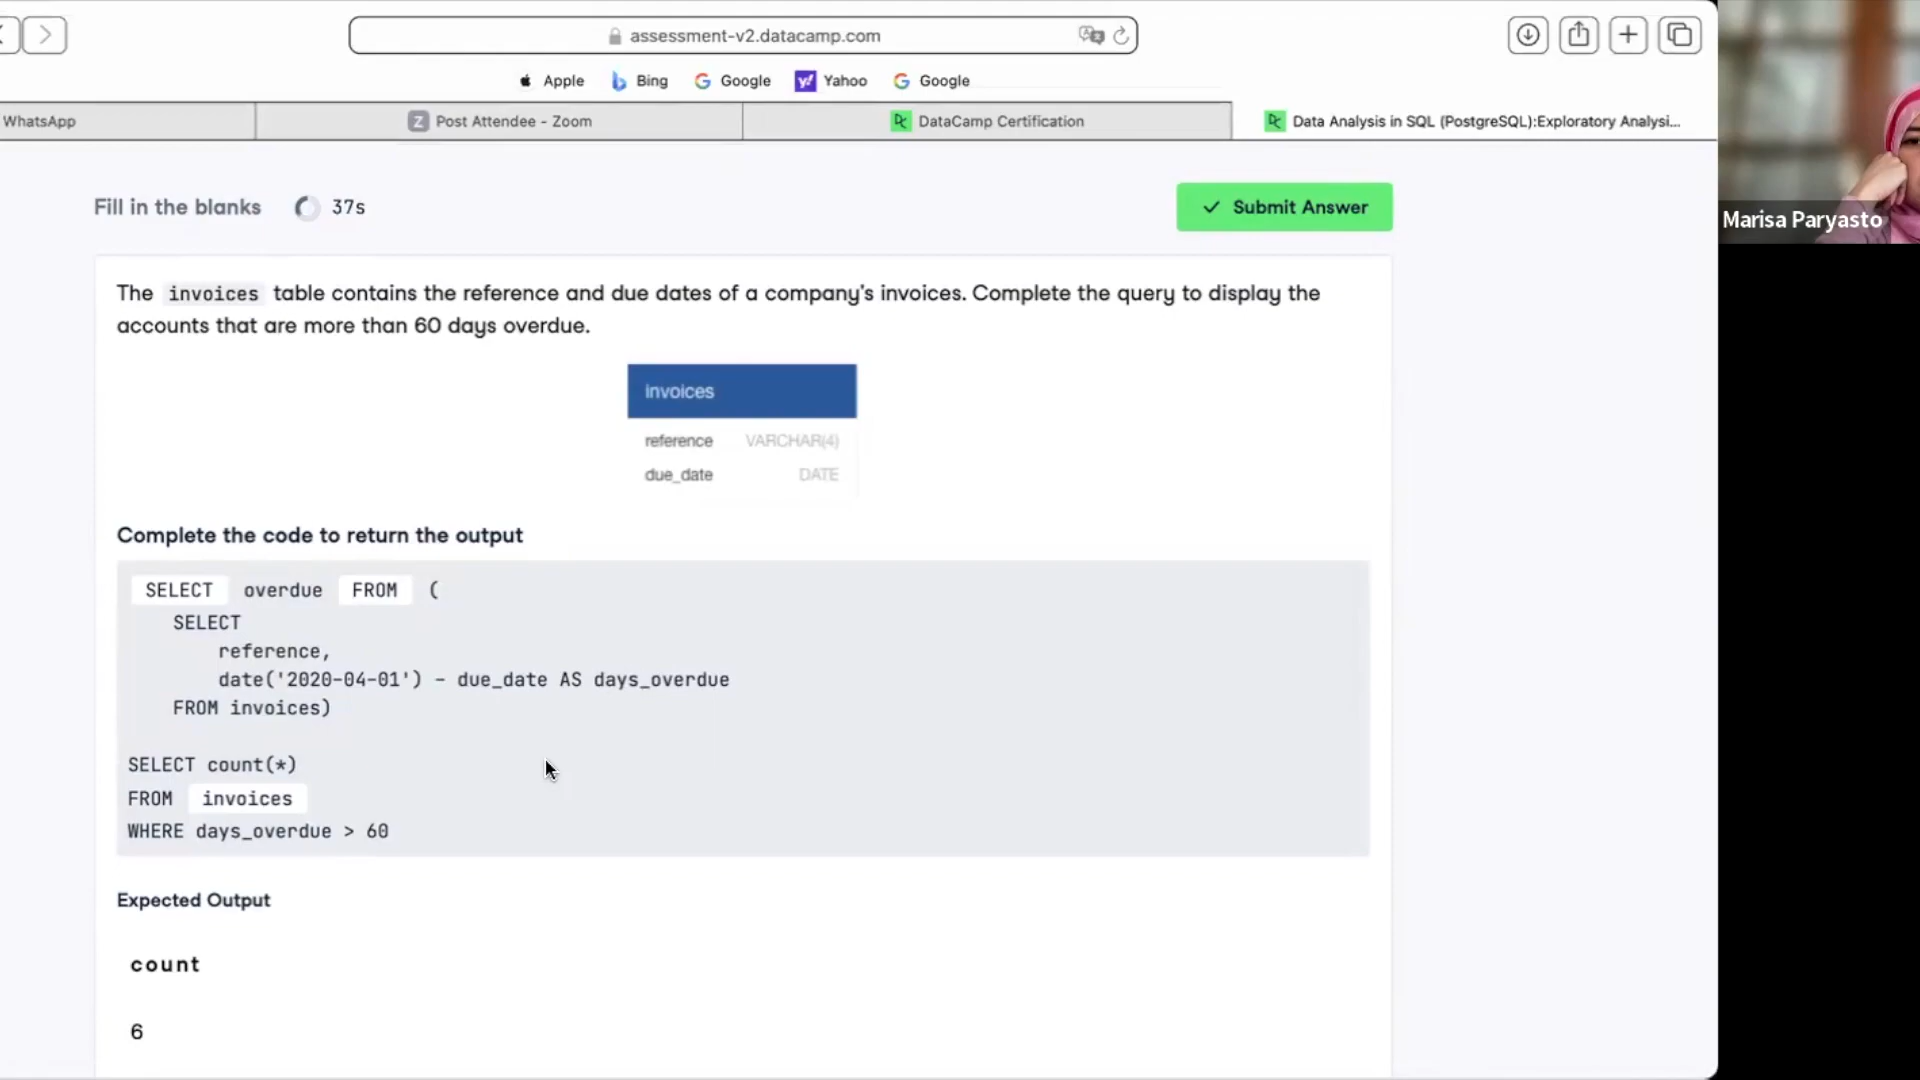 assessment-v2.datacamp.com
Apple Bing Google Yahoo Google
WhatsApp Post Attendee - Zoom DataCamp Certification Data Analysis in SQL (PostgreSQL):Exploratory Analysi...
Fill in the blanks 37s Submit Answer
Marisa Paryasto
The invoices table contains the reference and due dates of a company's invoices. Complete the query to display the
accounts that are more than 60 days overdue.
invoices
reference VARCHAR(4)
due_date DATE
Complete the code to return the output
SELECT overdue FROM (
SELECT
reference,
date('2020-04-01') - due_date AS days_overdue
FROM invoices)
SELECT count(*)
FROM invoices
WHERE days_overdue > 60
Expected Output
count
6